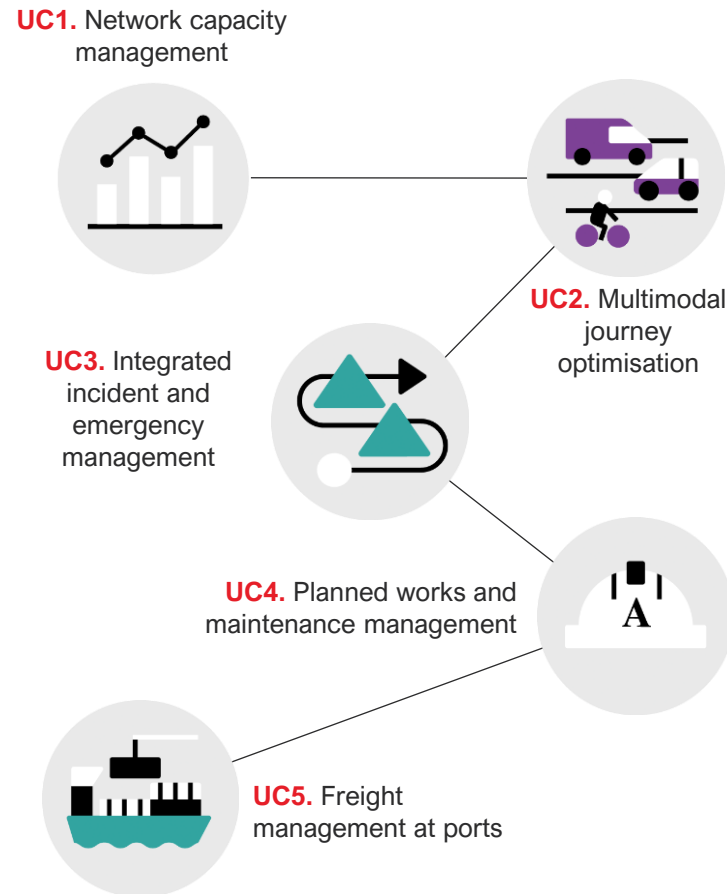 UC1. Network capacity
management
UC2. Multimodal
journey
optimisation
UC3. Integrated
incident and
emergency
management
UC4. Planned works and
maintenance management
A
UC5. Freight
management at ports